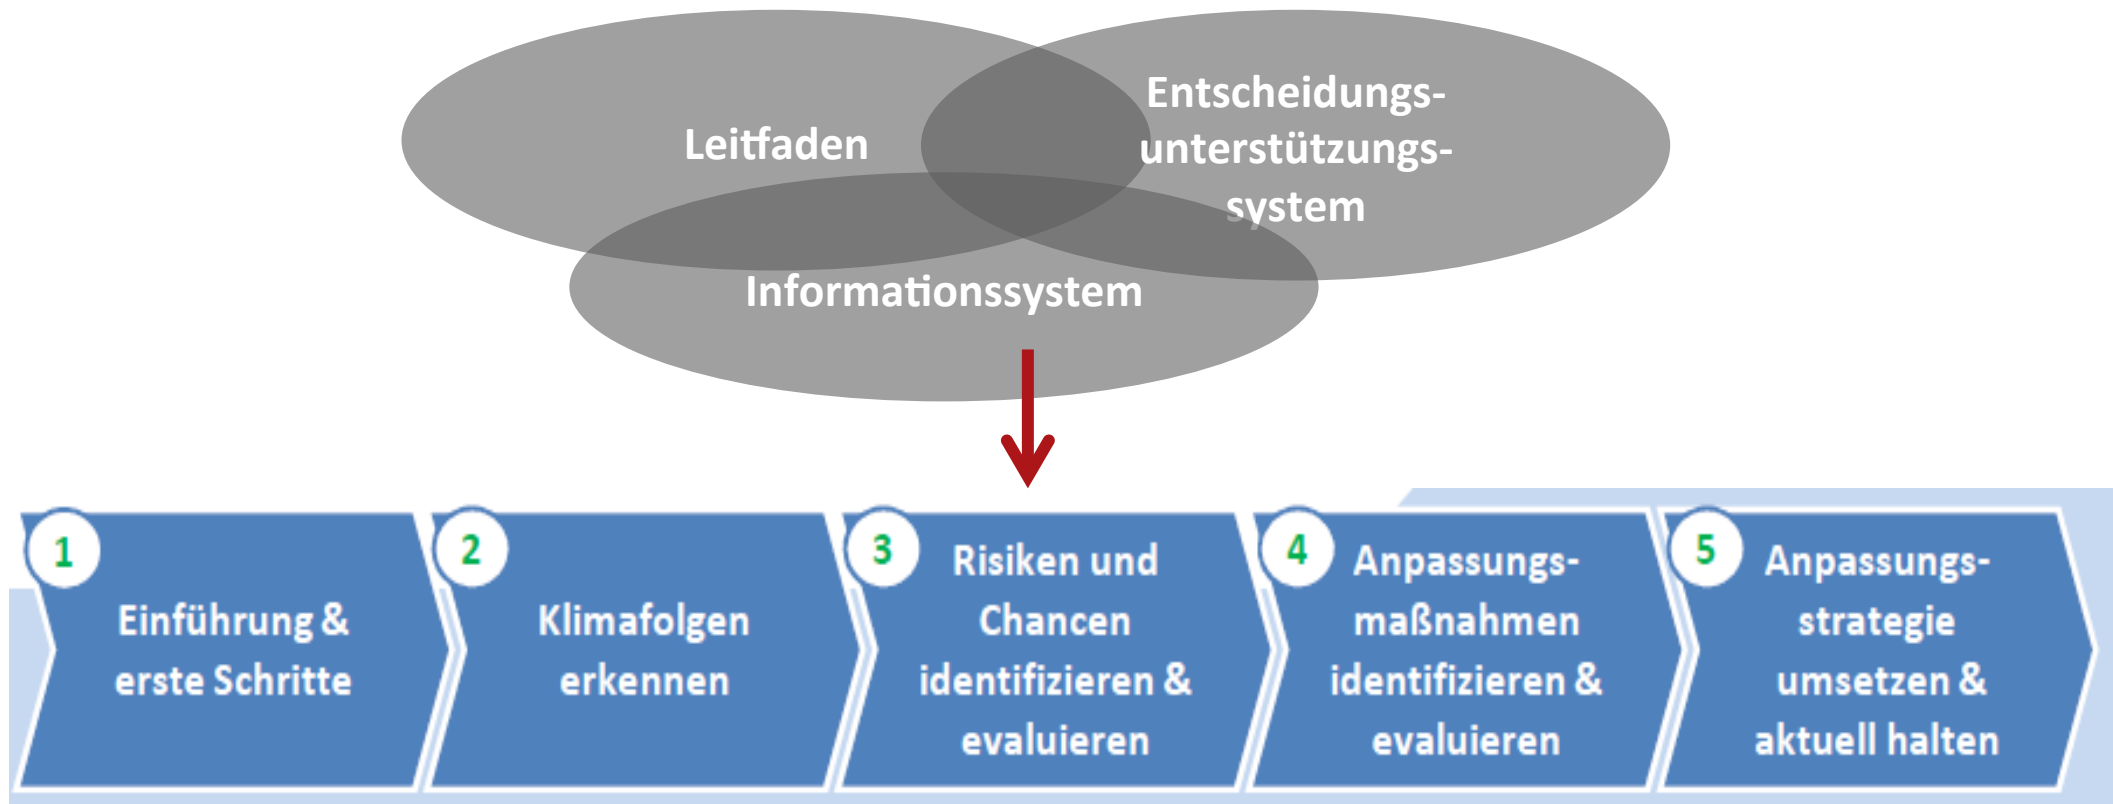 Leitfaden
Entscheidungs-
unterstützungs-
system
Informationssystem
1
Einführung &
erste Schritte
2
Klimafolgen
erkennen
3
Risiken und
Chancen
identifizieren &
evaluieren
4
Anpassungs-
maßnahmen
identifizieren &
evaluieren
5
Anpassungs-
strategie
umsetzen &
aktuell halten